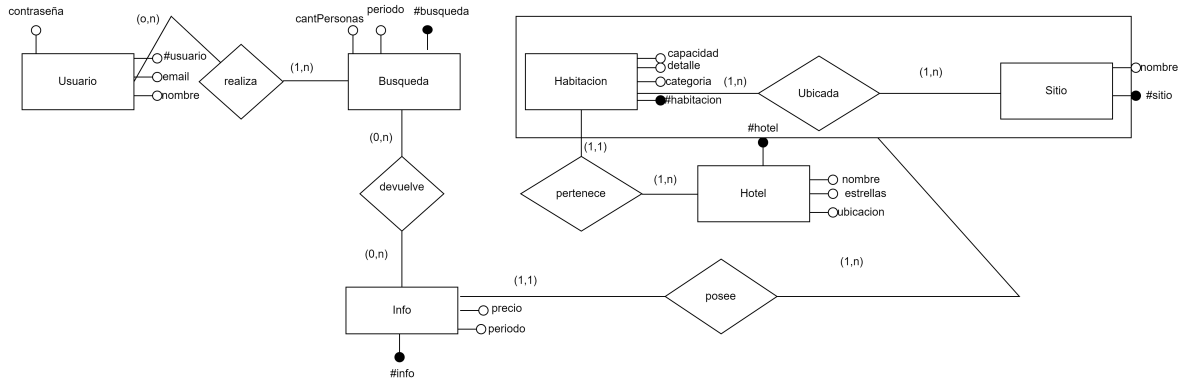 contraseña
(o,n)
cantPersonas
periodo
#busqueda
Usuario
#usuario
email
nombre
realiza
(1,n)
Busqueda
Habitacion
capacidad
detalle
categoria
#habitacion
(1,n)
Ubicada
(1,n)
Sitio
nombre
#sitio
(0,n)
devuelve
(0,n)
(1,1)
pertenece
(1,n)
#hotel
Hotel
nombre
estrellas
ubicacion
(1,1)
posee
(1,n)
Info
precio
periodo
#info